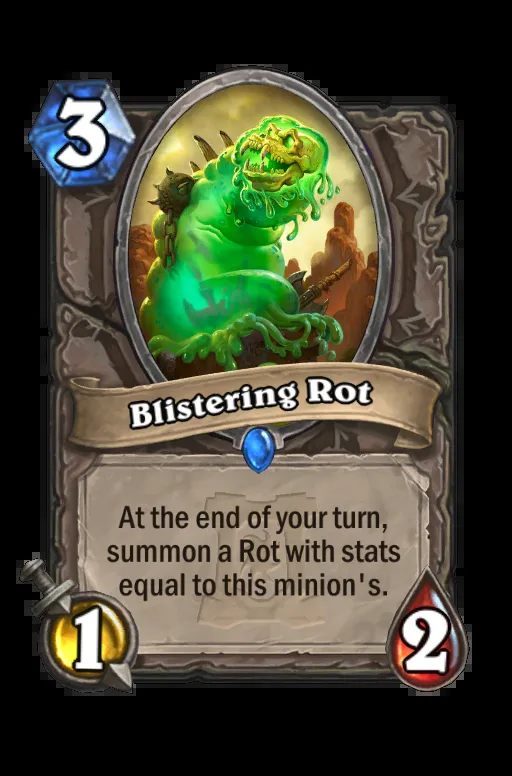 3
Blistering Rot
At the end of your turn,
summon a Rot with stats
equal to this minion's.
1
2